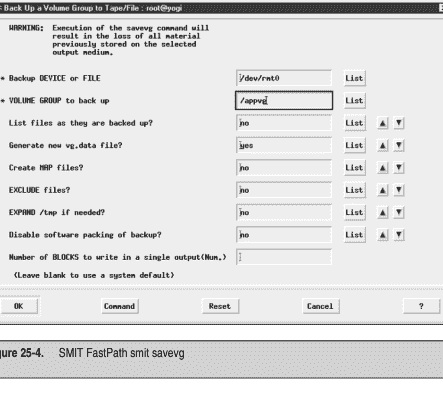 Back Up a Volume Group to Tape/File : root@yogi
WARNING: Execution of the savevg command will
result in the loss of all material
previously stored on the selected
output medium.
* Backup DEVICE or FILE /dev/rmt0 List
* VOLUME GROUP to back up /appvg List
List files as they are backed up? no List
Generate new vg.data file? yes List
Create MAP files? no List
EXCLUDE files? no List
EXPAND /tmp if needed? no List
Disable software packing of backup? no List
Number of BLOCKS to write in a single output(Num.)
(Leave blank to use a system default)
OK Command Reset Cancel ?
gure 25-4. SMIT FastPath smit savevg